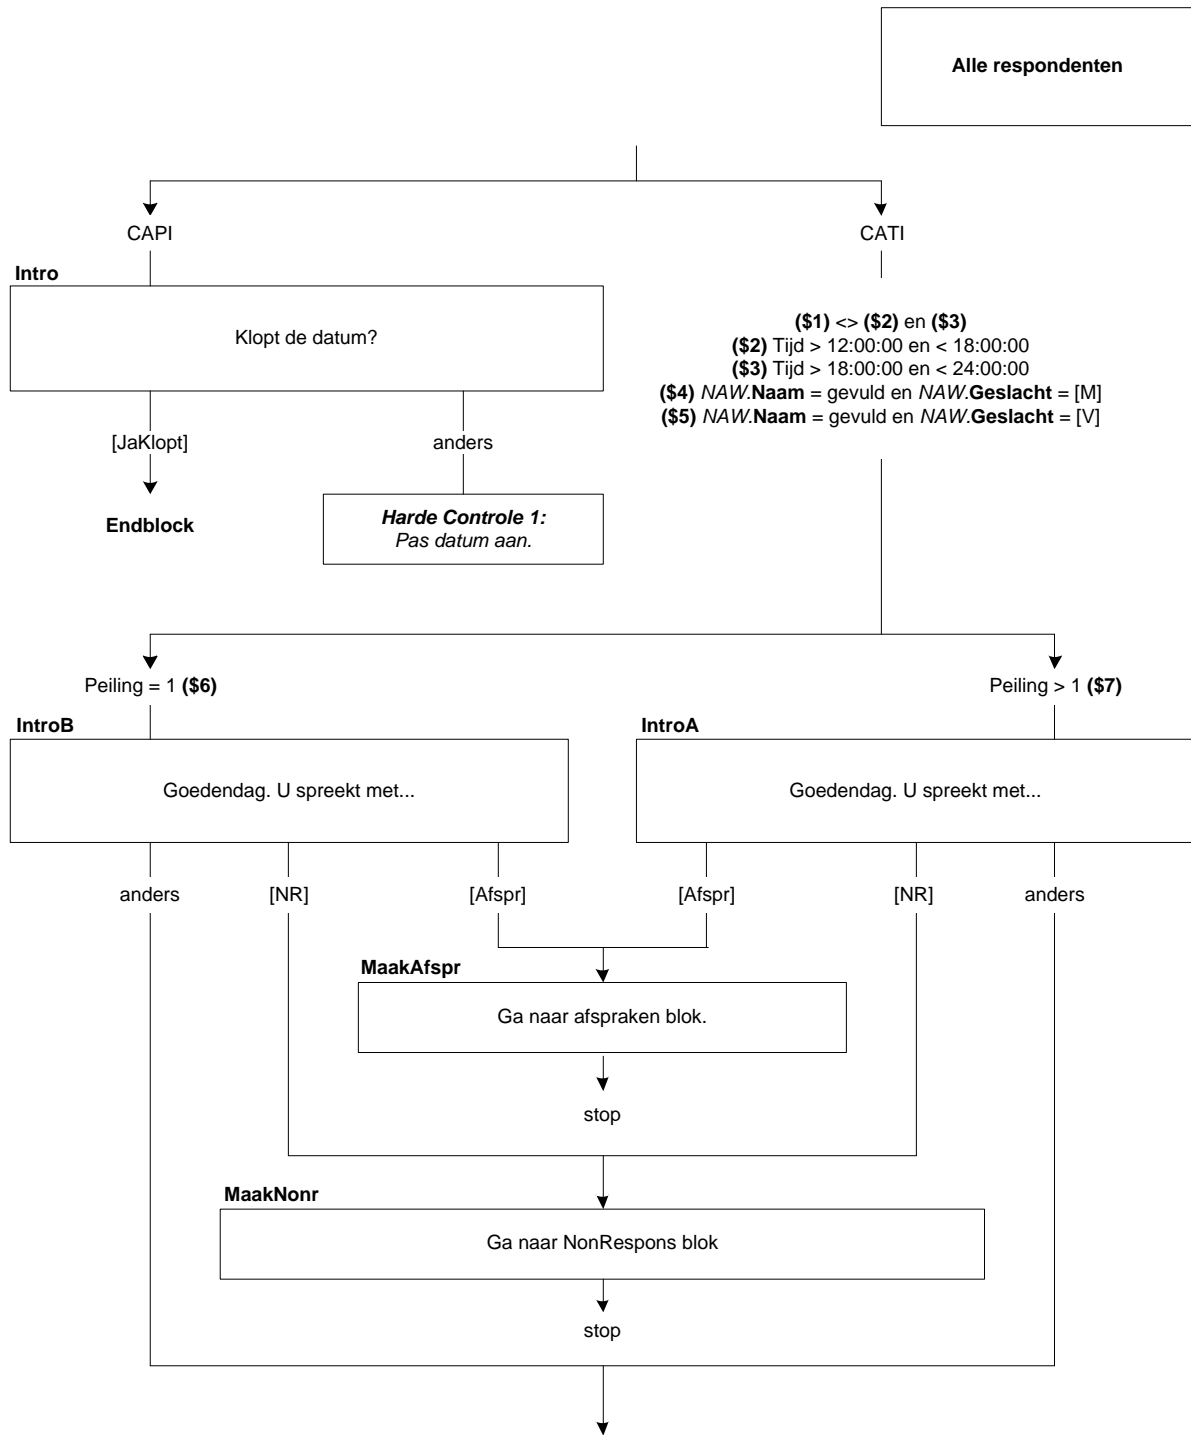 Alle respondenten
CAPI
CATI
Intro
Klopt de datum?
($1) <> ($2) en ($3)
($2) Tijd > 12:00:00 en < 18:00:00
($3) Tijd > 18:00:00 en < 24:00:00
($4) NAW.Naam = gevuld en NAW.Geslacht = [M]
($5) NAW.Naam = gevuld en NAW.Geslacht = [V]
[JaKlopt]
anders
Endblock
Harde Controle 1:
Pas datum aan.
Peiling = 1 ($6)
Peiling > 1 ($7)
IntroB
IntroA
Goedendag. U spreekt met...
Goedendag. U spreekt met...
anders
[NR]
[Afspr]
[Afspr]
[NR]
anders
MaakAfspr
Ga naar afspraken blok.
stop
MaakNonr
Ga naar NonRespons blok
stop